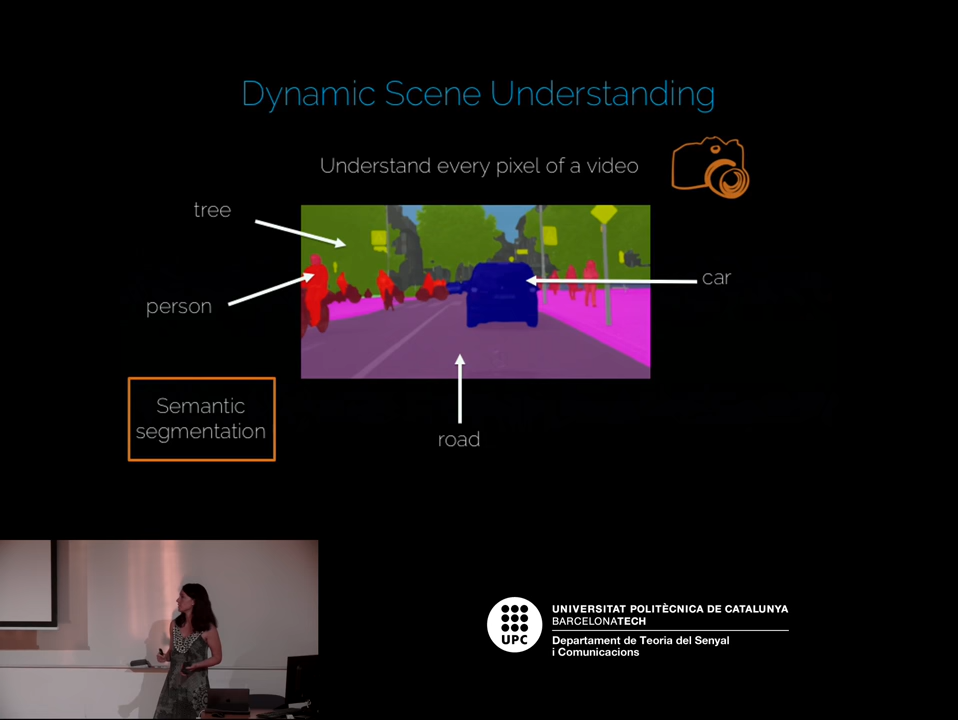 Dynamic Scene Understanding
Understand every pixel of a video
tree
car
person
Semantic
segmentation
road
UPC
UNIVERSITAT POLITÈCNICA DE CATALUNYA
BARCELONATECH
Departament de Teoria del Senyal
i Comunicacions